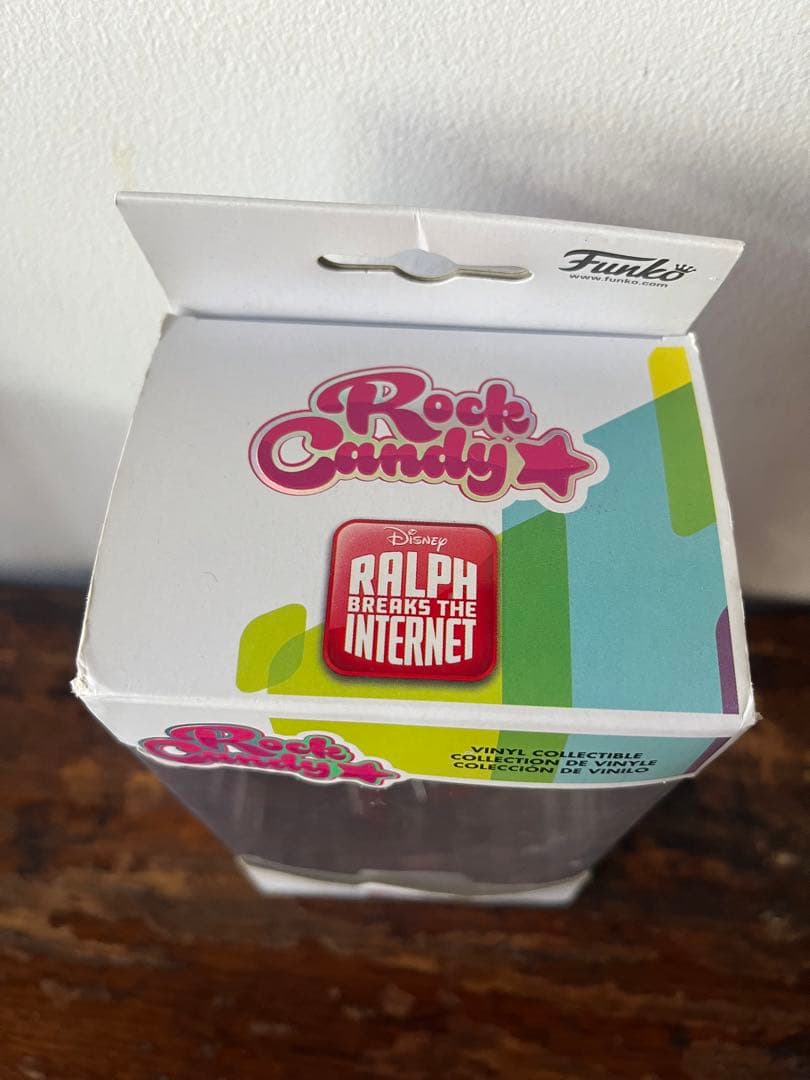 Funko
www.funko.com
Rock
Candy
Disney
RALPH
BREAKS THE
INTERNET
Rock
Candy
VINYL COLLECTIBLE
COLLECTION DE VINYLE
COLECCIÓN DE VINILO